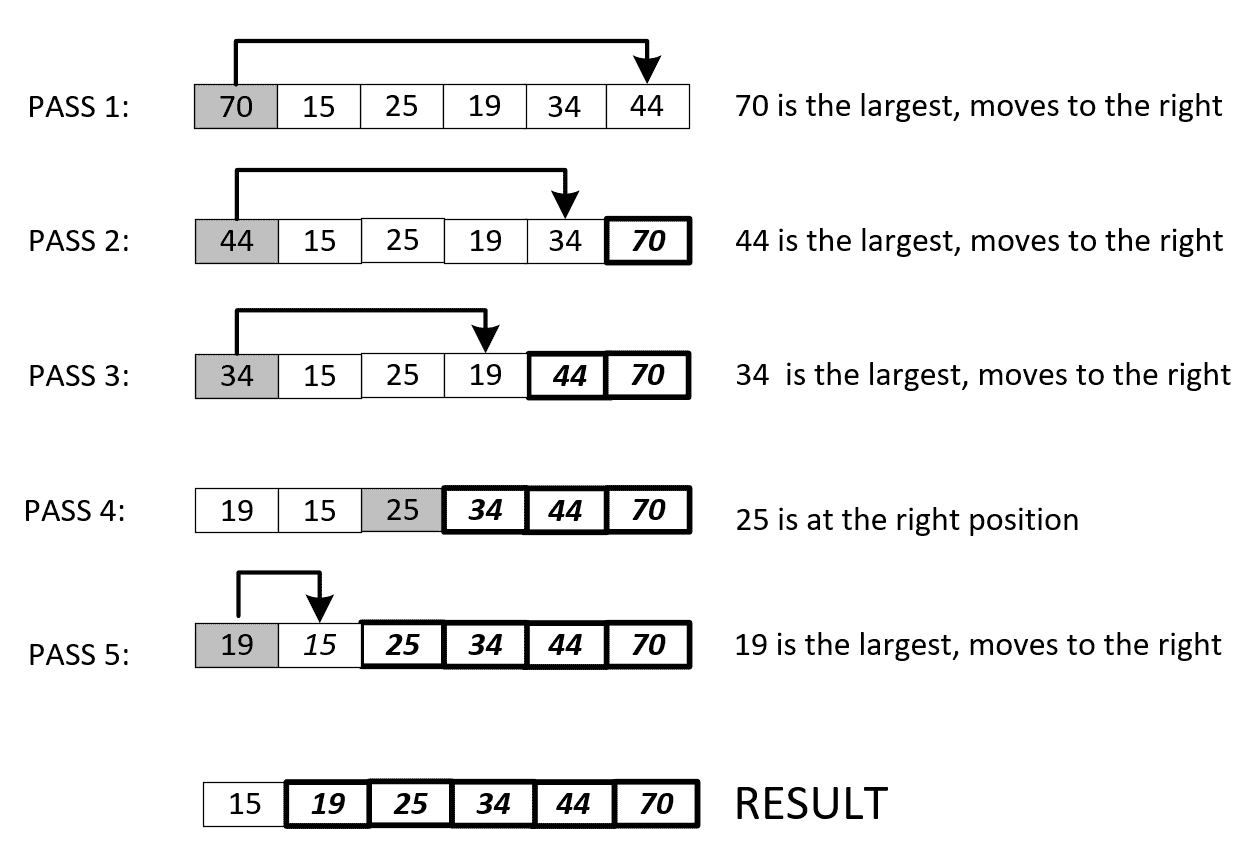 PASS 1: 70 15 25 19 34 44 70 is the largest, moves to the right
PASS 2: 44 15 25 19 34 70 44 is the largest, moves to the right
PASS 3: 34 15 25 19 44 70 34 is the largest, moves to the right
PASS 4: 19 15 25 34 44 70 25 is at the right position
PASS 5: 19 15 25 34 44 70 19 is the largest, moves to the right
15 19 25 34 44 70 RESULT